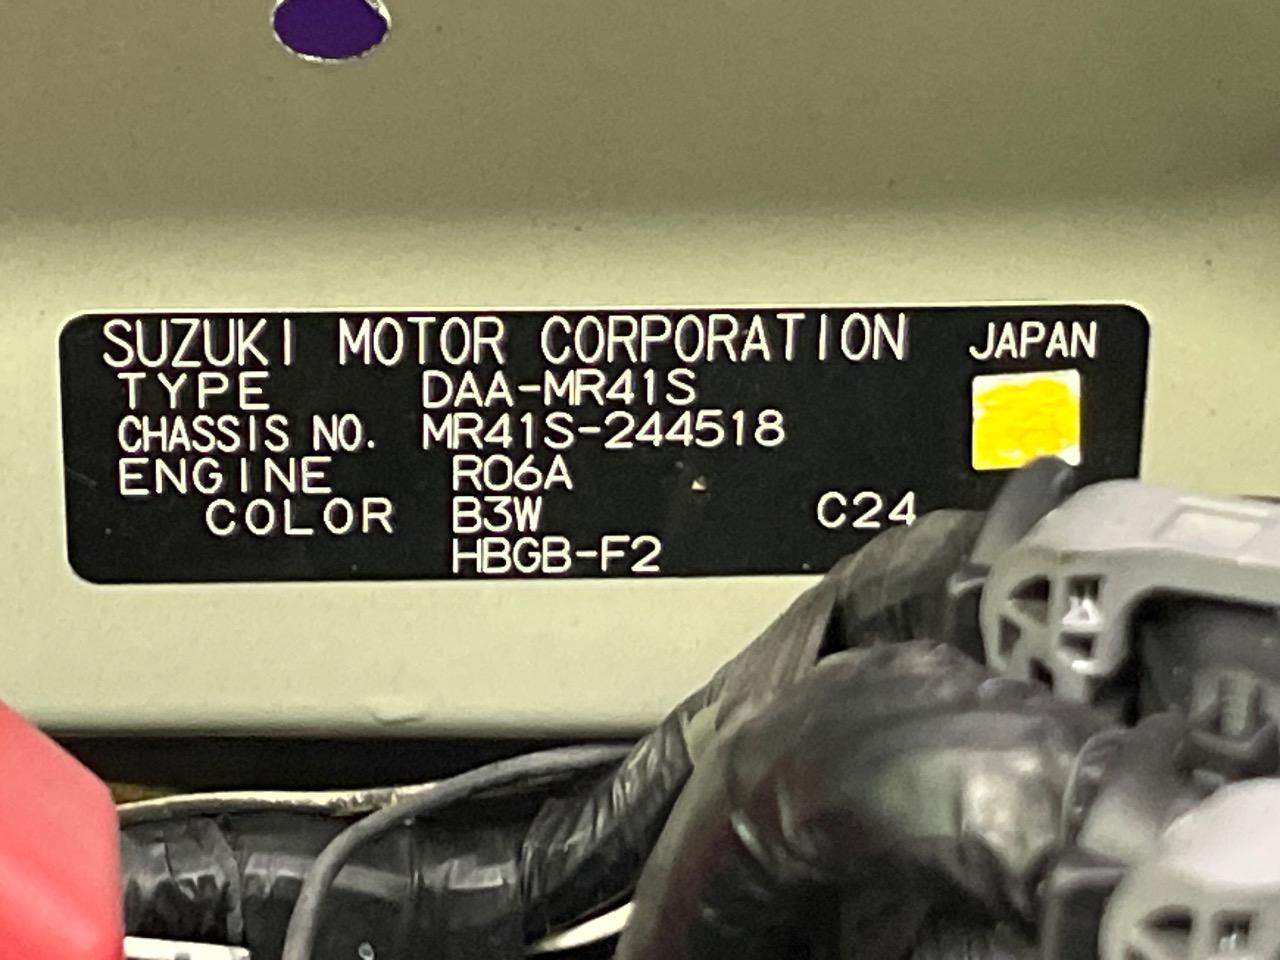 SUZUKI MOTOR CORPORATION JAPAN
TYPE DAA-MR41S
CHASSIS NO. MR41S-244518
ENGINE R06A
COLOR B3W C24
HBGB-F2